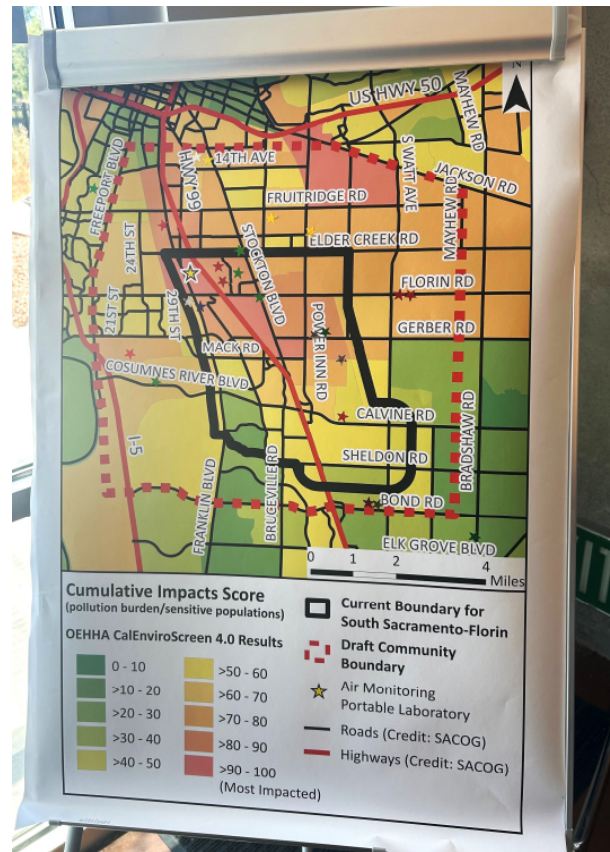 N
US HWY 50
MAYHEW RD
14TH AVE
S WATT AVE
JACKSON RD
HWY 99
FREEPORT BLVD
FRUITRIDGE RD
MAYHEW RD
24TH ST
STOCKTON BLVD
ELDER CREEK RD
FLORIN RD
21ST ST
29TH ST
POWER INN RD
GERBER RD
MACK RD
COSUMNES RIVER BLVD
CALVINE RD
BRADSHAW RD
I-5
SHELDON RD
FRANKLIN BLVD
BRUCEVILLE RD
BOND RD
ELK GROVE BLVD
0 1 2 4
Miles
Cumulative Impacts Score
(pollution burden/sensitive populations)
OEHHA CalEnviroScreen 4.0 Results
0 - 10
>10 - 20
>20 - 30
>30 - 40
>40 - 50
>50 - 60
>60 - 70
>70 - 80
>80 - 90
>90 - 100
(Most Impacted)
Current Boundary for
South Sacramento-Florin
Draft Community
Boundary
Air Monitoring
Portable Laboratory
Roads (Credit: SACOG)
Highways (Credit: SACOG)